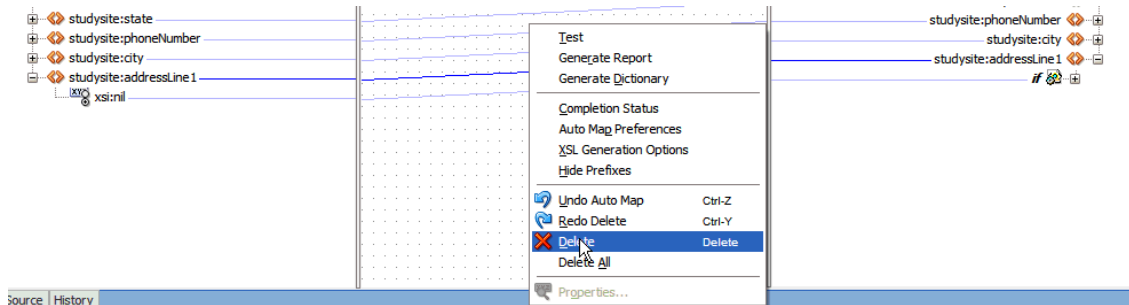 studysite:state
studysite:phoneNumber
studysite:city
studysite:addressLine1
xsi:nil
Test
Generate Report
Generate Dictionary
Completion Status
Auto Map Preferences
XSL Generation Options
Hide Prefixes
Undo Auto Map Ctrl-Z
Redo Delete Ctrl-Y
Delete Delete
Delete All
Properties...
studysite:phoneNumber
studysite:city
studysite:addressLine1
if
Source History